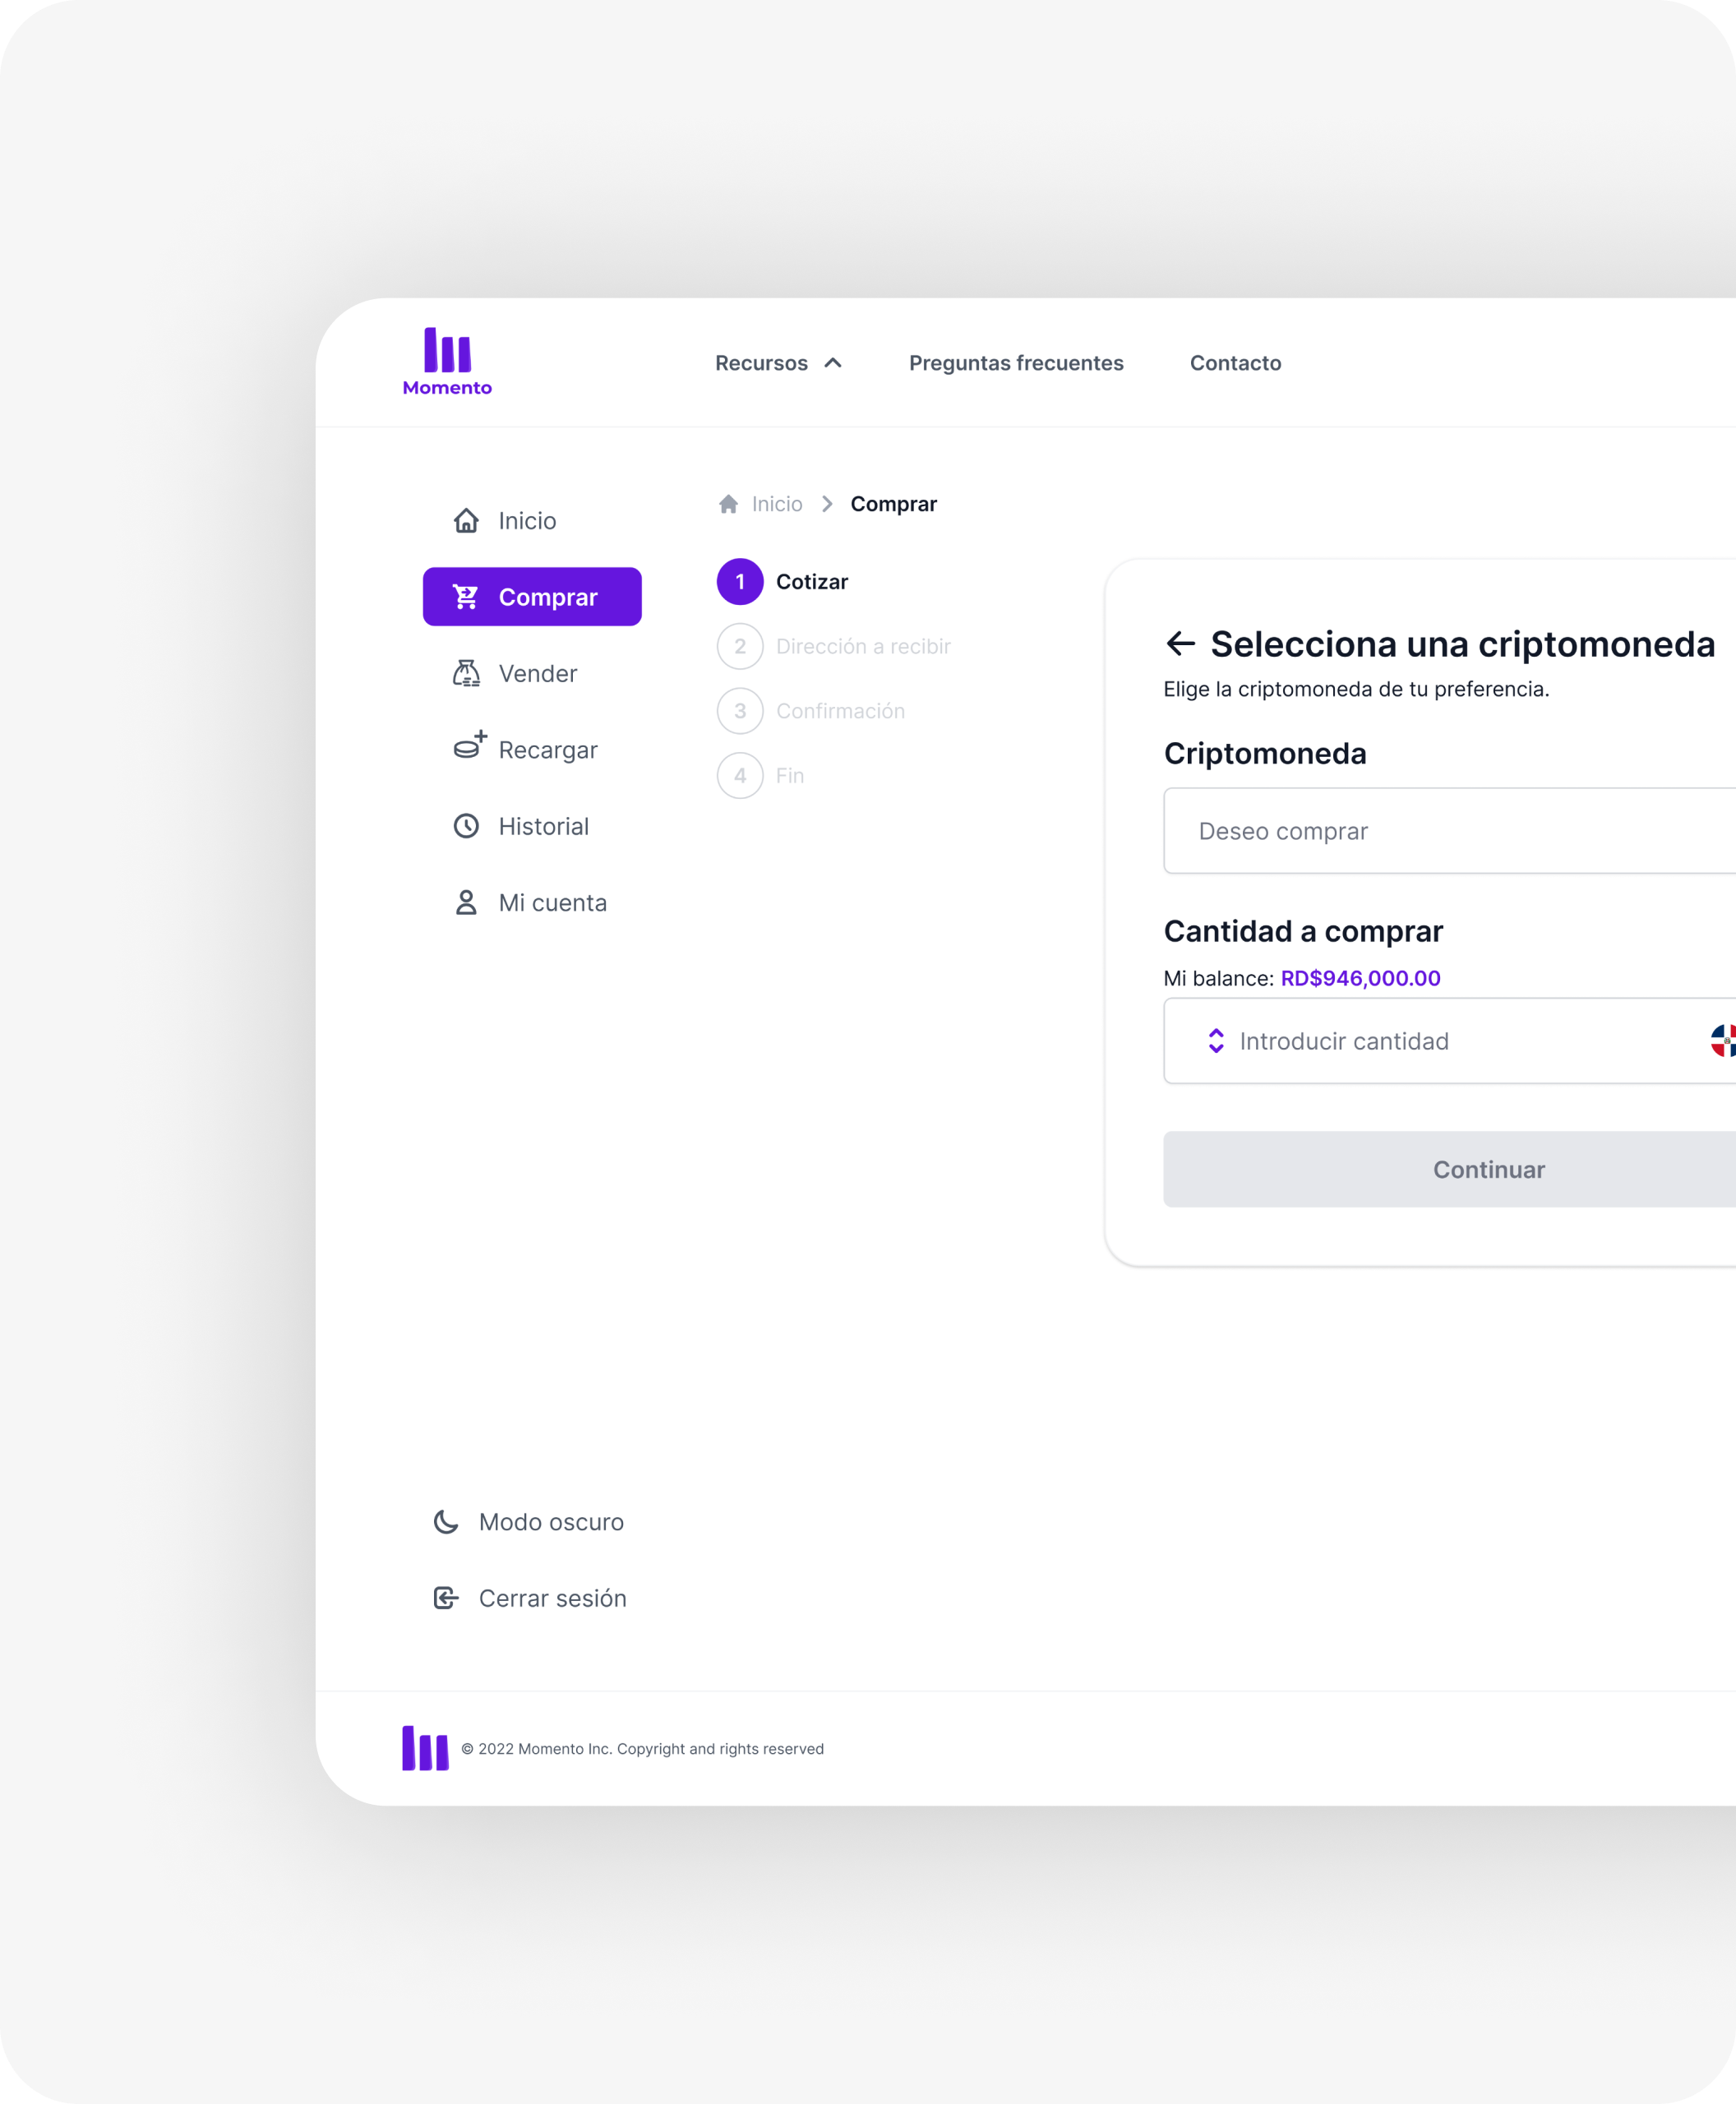 Momento
Recursos
Preguntas frecuentes
Contacto
Inicio
Comprar
Vender
Recargar
Historial
Mi cuenta
Modo oscuro
Cerrar sesión
Inicio
Comprar
1 Cotizar
2 Dirección a recibir
3 Confirmación
4 Fin
Selecciona una criptomoneda
Elige la criptomoneda de tu preferencia.
Criptomoneda
Deseo comprar
Cantidad a comprar
Mi balance: RD$946,000.00
Introducir cantidad
Continuar
© 2022 Momento Inc. Copyright and rights reserved